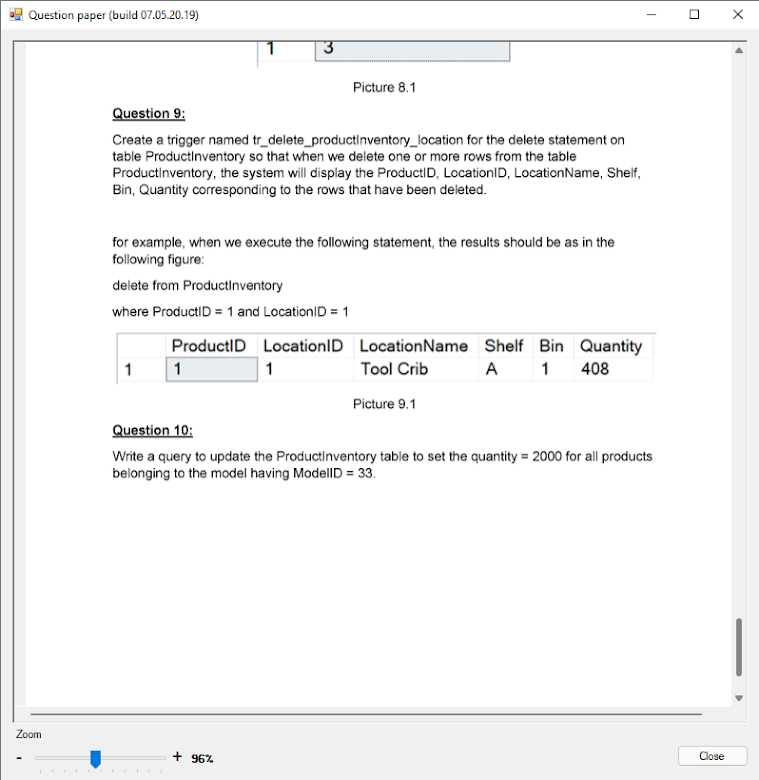 Question paper (build 07.05.20.19)
1 3
Picture 8.1
Question 9:
Create a trigger named tr_delete_productInventory_location for the delete statement on
table ProductInventory so that when we delete one or more rows from the table
ProductInventory, the system will display the ProductID, LocationID, LocationName, Shelf,
Bin, Quantity corresponding to the rows that have been deleted.
for example, when we execute the following statement, the results should be as in the
following figure:
delete from ProductInventory
where ProductID = 1 and LocationID = 1
ProductID LocationID LocationName Shelf Bin Quantity
1 1 1 Tool Crib A 1 408
Picture 9.1
Question 10:
Write a query to update the ProductInventory table to set the quantity = 2000 for all products
belonging to the model having ModelID = 33.
Zoom
- + 96%
Close